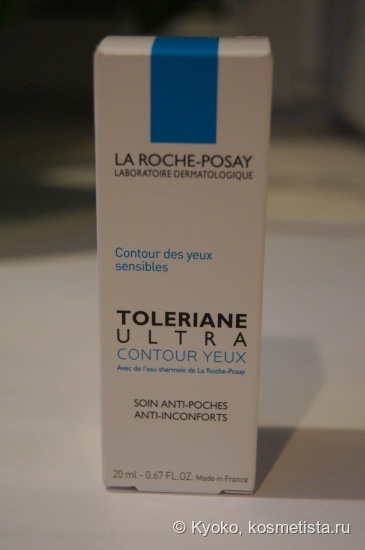 LA ROCHE-POSAY
LABORATOIRE DERMATOLOGIQUE
Contour des yeux
sensibles
TOLERIANE
ULTRA
CONTOUR YEUX
Avec de l'eau thermale de La Roche-Posay
SOIN ANTI-POCHES
ANTI-INCONFORTS
20 ml - 0.67 FL.OZ. Made in France
© Kyoko, kosmetista.ru